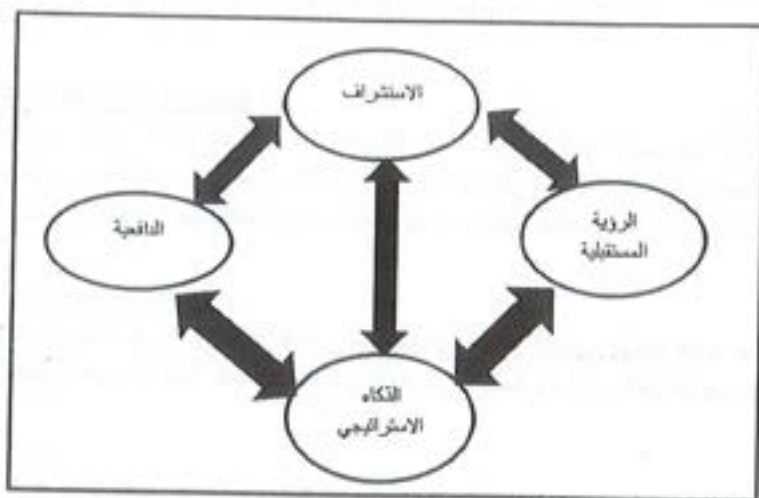 الاستشراف
الرؤية
المستقبلية
الدافعية
الذكاء
الاستراتيجي